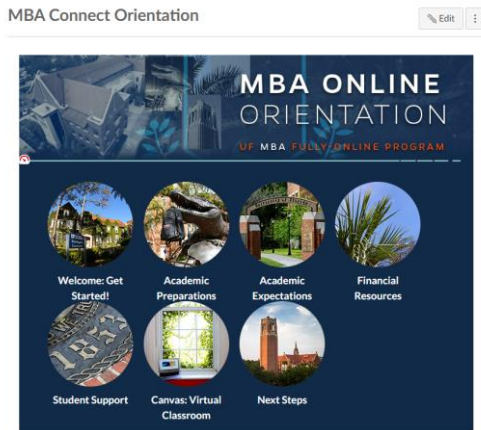 MBA Connect Orientation
Edit
MBA ONLINE
ORIENTATION
UF MBA FULLY-ONLINE PROGRAM
Welcome: Get
Started!
Academic
Preparations
Academic
Expectations
Financial
Resources
1853
Student Support
Canvas: Virtual
Classroom
Next Steps